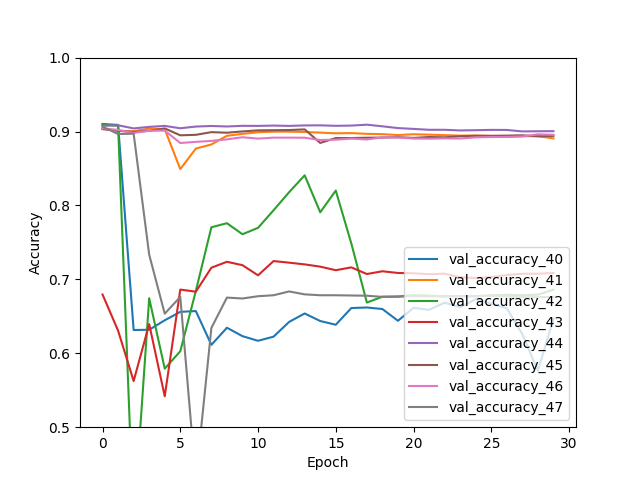 1.0
0.9
0.8
0.7
0.6
0.5
Accuracy
0
5
10
15
20
25
30
Epoch
val_accuracy_40
val_accuracy_41
val_accuracy_42
val_accuracy_43
val_accuracy_44
val_accuracy_45
val_accuracy_46
val_accuracy_47